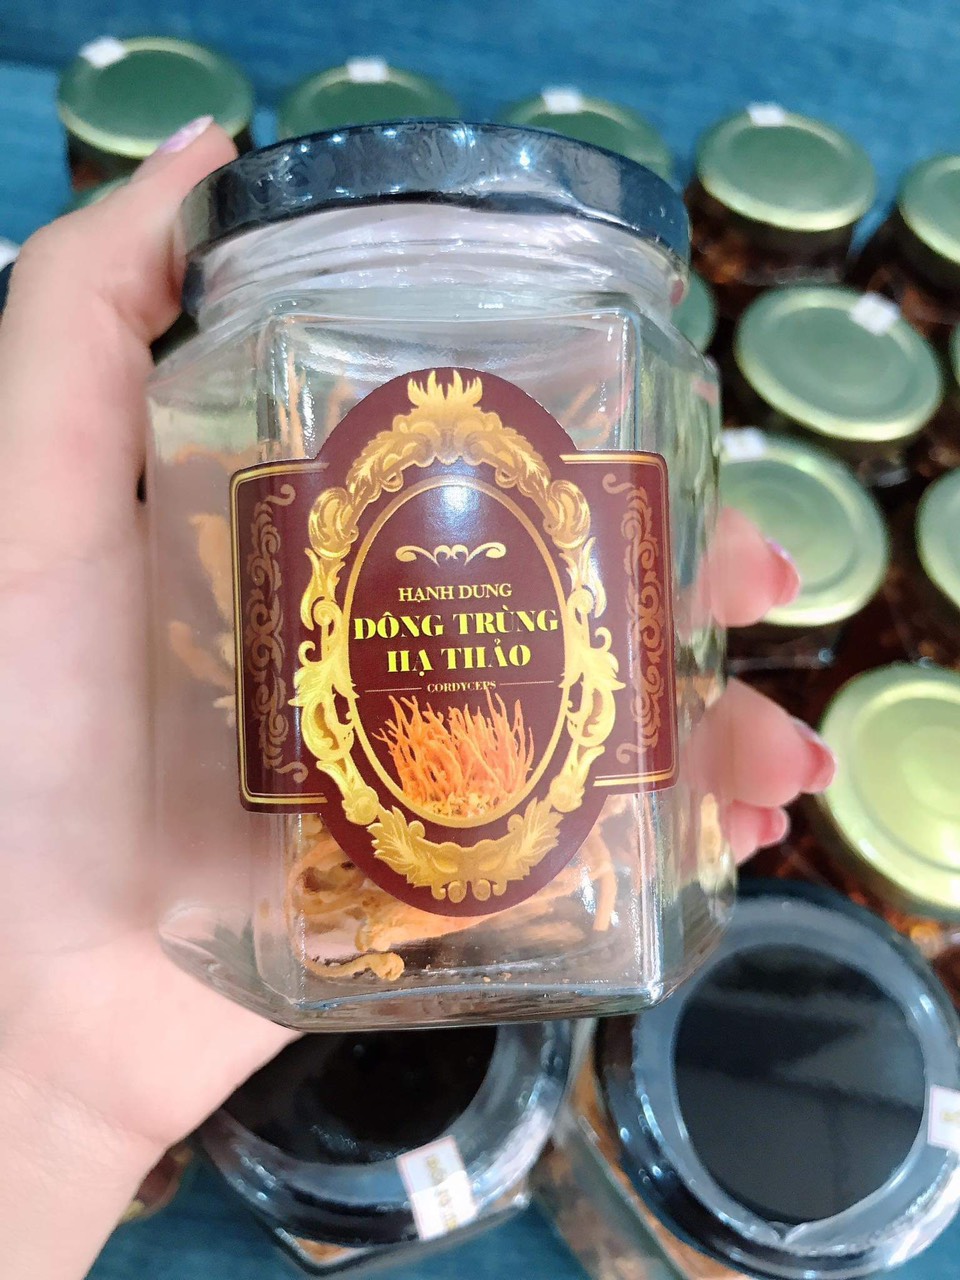 HẠNH DUNG
ĐÔNG TRÙNG
HẠ THẢO
CORDYCEPS